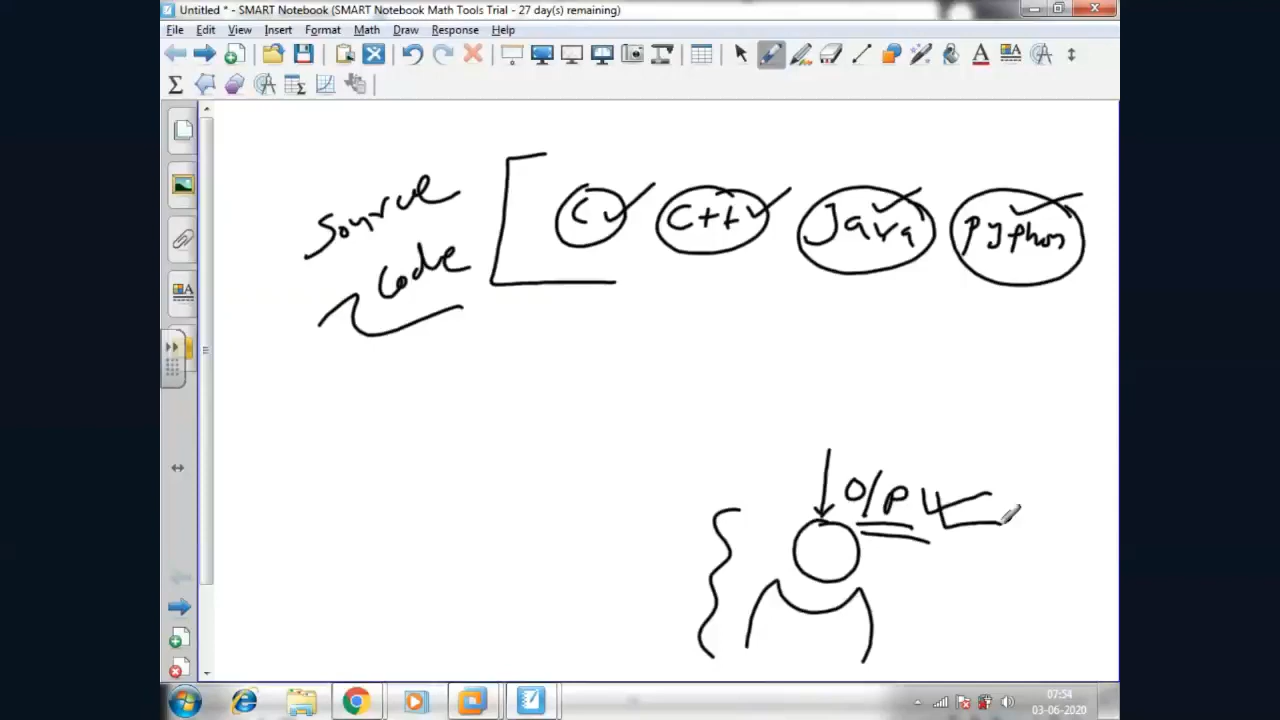 Untitled * - SMART Notebook (SMART Notebook Math Tools Trial - 27 day(s) remaining)
File Edit View Insert Format Math Draw Response Help
Source
Code
C C++ Java Python
O/P
07:54
03-06-2020